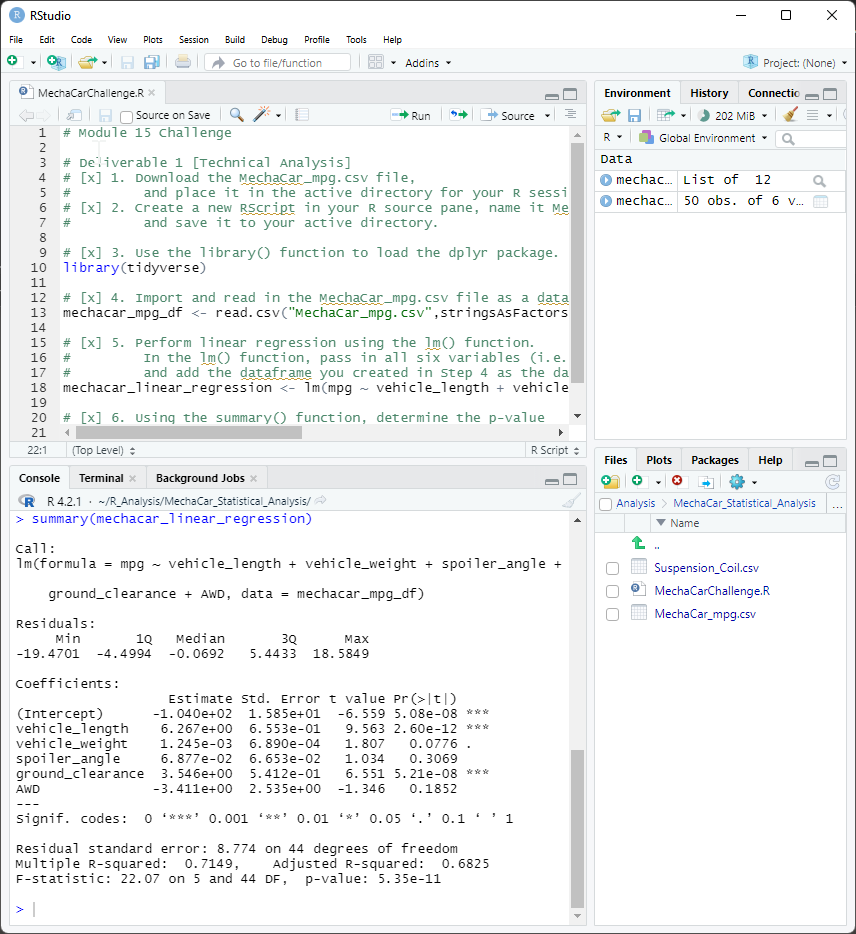 RStudio
File Edit Code View Plots Session Build Debug Profile Tools Help
Go to file/function Addins Project: (None)
MechaCarChallenge.R
Source on Save Run Source
1 # Module 15 Challenge
2
3 # Deliverable 1 [Technical Analysis]
4 # [x] 1. Download the MechaCar_mpg.csv file,
5 # and place it in the active directory for your R sessi
6 # [x] 2. Create a new RScript in your R source pane, name it Me
7 # and save it to your active directory.
8
9 # [x] 3. Use the library() function to load the dplyr package.
10 library(tidyverse)
11
12 # [x] 4. Import and read in the MechaCar_mpg.csv file as a data
13 mechacar_mpg_df <- read.csv("MechaCar_mpg.csv",stringsAsFactors
14
15 # [x] 5. Perform linear regression using the lm() function.
16 # In the lm() function, pass in all six variables (i.e.
17 # and add the dataframe you created in Step 4 as the da
18 mechacar_linear_regression <- lm(mpg ~ vehicle_length + vehicle
19
20 # [x] 6. Using the summary() function, determine the p-value
21
22:1 (Top Level) R Script
Console Terminal Background Jobs
R 4.2.1 · ~/R_Analysis/MechaCar_Statistical_Analysis/
> summary(mechacar_linear_regression)
Call:
lm(formula = mpg ~ vehicle_length + vehicle_weight + spoiler_angle +
ground_clearance + AWD, data = mechacar_mpg_df)
Residuals:
Min 1Q Median 3Q Max
-19.4701 -4.4994 -0.0692 5.4433 18.5849
Coefficients:
Estimate Std. Error t value Pr(>|t|)
(Intercept) -1.040e+02 1.585e+01 -6.559 5.08e-08 ***
vehicle_length 6.267e+00 6.553e-01 9.563 2.60e-12 ***
vehicle_weight 1.245e-03 6.890e-04 1.807 0.0776 .
spoiler_angle 6.877e-02 6.653e-02 1.034 0.3069
ground_clearance 3.546e+00 5.412e-01 6.551 5.21e-08 ***
AWD -3.411e+00 2.535e+00 -1.346 0.1852
---
Signif. codes: 0 ‘***’ 0.001 ‘**’ 0.01 ‘*’ 0.05 ‘.’ 0.1 ‘ ’ 1
Residual standard error: 8.774 on 44 degrees of freedom
Multiple R-squared: 0.7149, Adjusted R-squared: 0.6825
F-statistic: 22.07 on 5 and 44 DF, p-value: 5.35e-11
>
Environment History Connectio
202 MiB
R Global Environment
Data
mechac... List of 12
mechac... 50 obs. of 6 v...
Files Plots Packages Help
Analysis MechaCar_Statistical_Analysis ...
Name
..
Suspension_Coil.csv
MechaCarChallenge.R
MechaCar_mpg.csv